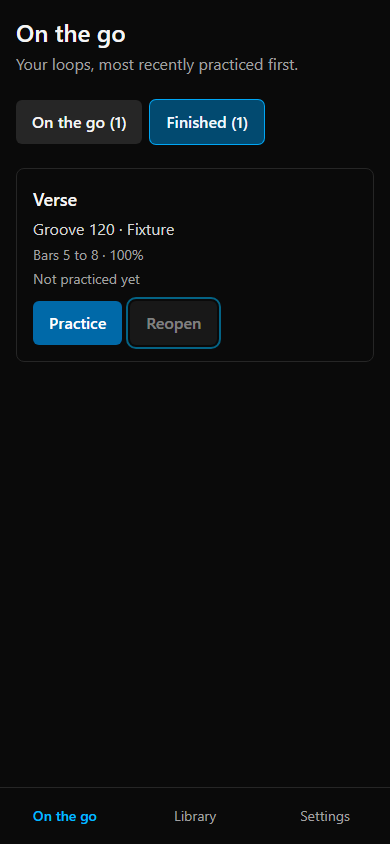 On the go
Your loops, most recently practiced first.
On the go (1) Finished (1)
Verse
Groove 120 · Fixture
Bars 5 to 8 · 100%
Not practiced yet
Practice Reopen
On the go Library Settings